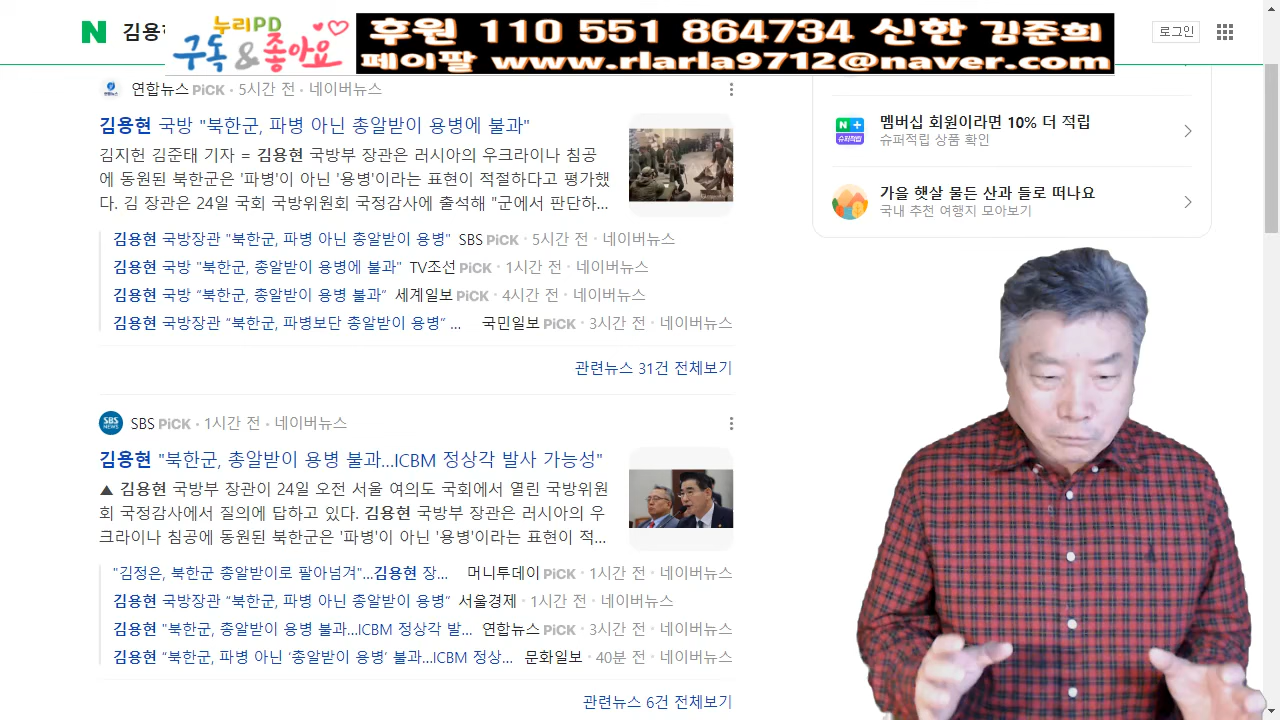 N 김용현
누리PD
구독 & 좋아요
후원 110 551 864734 신한 김준희
페이팔 www.rlarla9712@naver.com
로그인
연합뉴스 PiCK · 5시간 전 · 네이버뉴스
김용현 국방 "북한군, 파병 아닌 총알받이 용병에 불과"
김지헌 김준태 기자 = 김용현 국방부 장관은 러시아의 우크라이나 침공
에 동원된 북한군은 '파병'이 아닌 '용병'이라는 표현이 적절하다고 평가했
다. 김 장관은 24일 국회 국방위원회 국정감사에 출석해 "군에서 판단하...
김용현 국방장관 "북한군, 파병 아닌 총알받이 용병" SBS PiCK · 5시간 전 · 네이버뉴스
김용현 국방 "북한군, 총알받이 용병에 불과" TV조선 PiCK · 1시간 전 · 네이버뉴스
김용현 국방 “북한군, 총알받이 용병 불과” 세계일보 PiCK · 4시간 전 · 네이버뉴스
김용현 국방장관 “북한군, 파병보단 총알받이 용병” ... 국민일보 PiCK · 3시간 전 · 네이버뉴스
관련뉴스 31건 전체보기
SBS NEWS SBS PiCK · 1시간 전 · 네이버뉴스
김용현 "북한군, 총알받이 용병 불과...ICBM 정상각 발사 가능성"
▲ 김용현 국방부 장관이 24일 오전 서울 여의도 국회에서 열린 국방위원
회 국정감사에서 질의에 답하고 있다. 김용현 국방부 장관은 러시아의 우
크라이나 침공에 동원된 북한군은 '파병'이 아닌 '용병'이라는 표현이 적...
"김정은, 북한군 총알받이로 팔아넘겨"...김용현 장... 머니투데이 PiCK · 1시간 전 · 네이버뉴스
김용현 국방장관 “북한군, 파병 아닌 총알받이 용병” 서울경제 · 1시간 전 · 네이버뉴스
김용현 "북한군, 총알받이 용병 불과...ICBM 정상각 발... 연합뉴스 PiCK · 3시간 전 · 네이버뉴스
김용현 “북한군, 파병 아닌 ‘총알받이 용병’ 불과...ICBM 정상... 문화일보 · 40분 전 · 네이버뉴스
관련뉴스 6건 전체보기
N + 멤버십 회원이라면 10% 더 적립
슈퍼적립 슈퍼적립 상품 확인
가을 햇살 물든 산과 들로 떠나요
국내 추천 여행지 모아보기